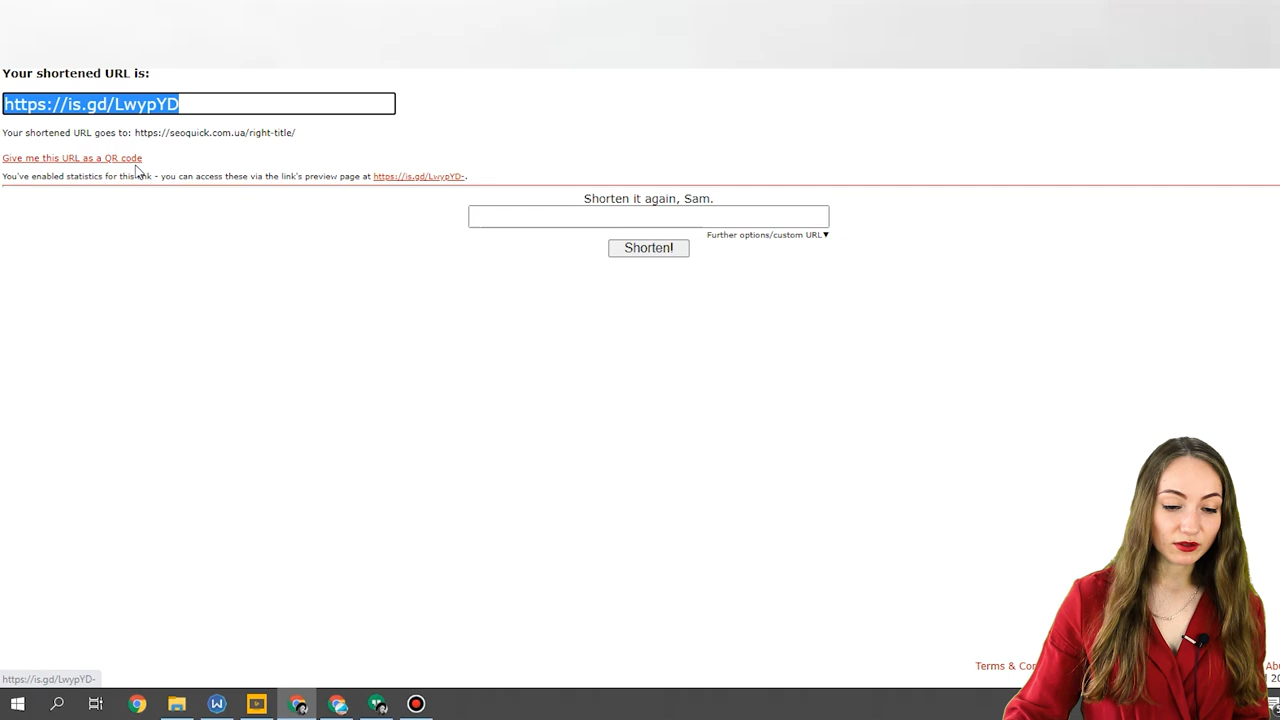 Your shortened URL is:
https://is.gd/LwypYD
Your shortened URL goes to: https://seoquick.com.ua/right-title/
Give me this URL as a QR code
You've enabled statistics for this link - you can access these via the link's preview page at https://is.gd/LwypYD-.
Shorten it again, Sam.
Further options/custom URL▼
Shorten!
Terms & Con
Abu
https://is.gd/LwypYD-